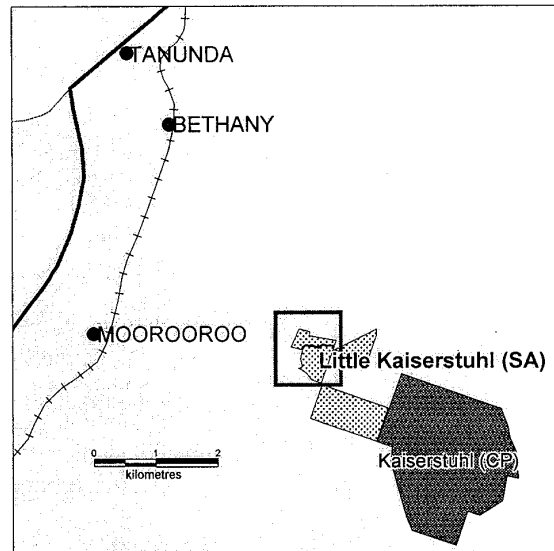 TANUNDA
BETHANY
MOOROOROO
Little Kaiserstuhl (SA)
Kaiserstuhl (CP)
0 1 2
kilometres